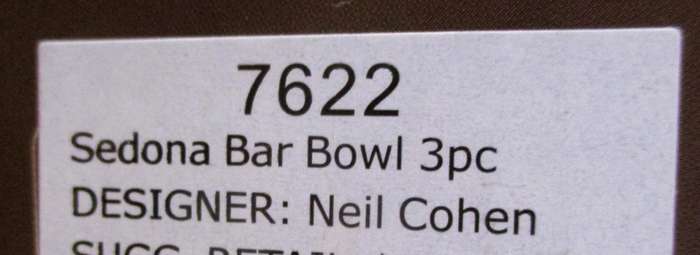 7622
Sedona Bar Bowl 3pc
DESIGNER: Neil Cohen